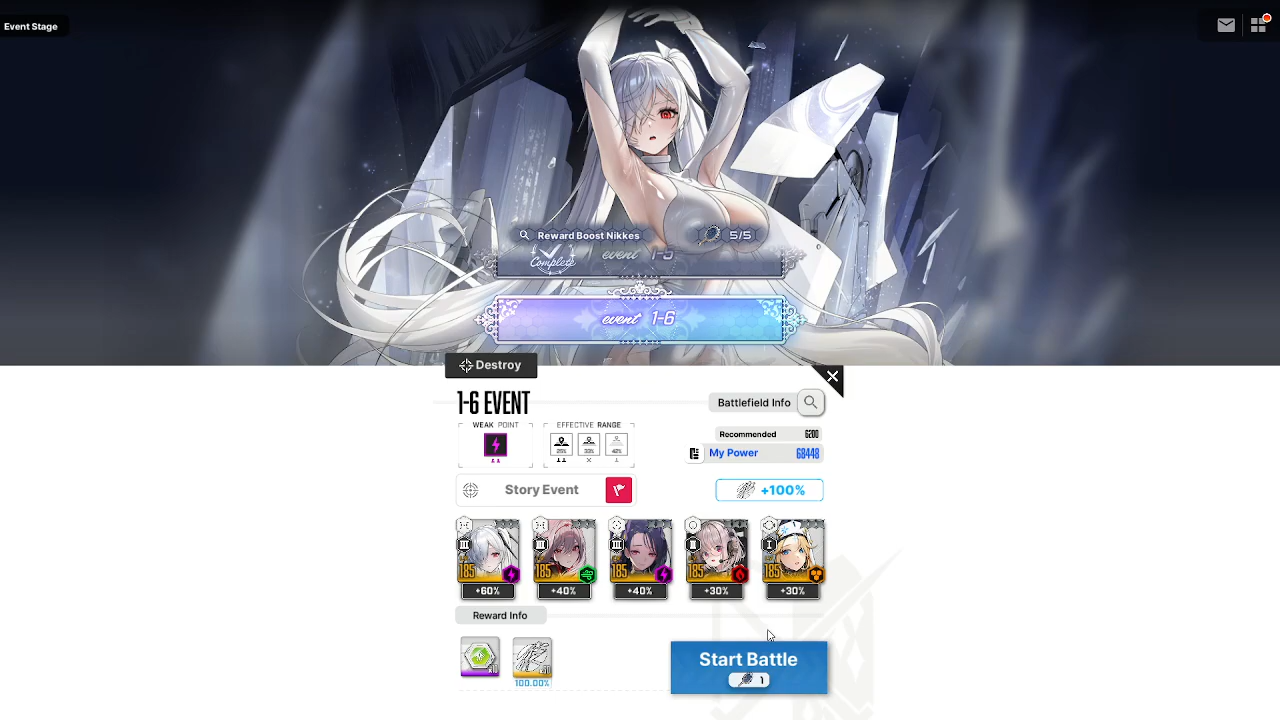 Event Stage
Reward Boost Nikkes
5/5
Complete
event 1-5
event 1-6
Destroy
1-6 EVENT
Battlefield Info
WEAK POINT
EFFECTIVE RANGE
Recommended 6200
My Power 68448
Story Event
+100%
185
185
185
185
185
+60%
+40%
+40%
+30%
+30%
Reward Info
100.00%
Start Battle
1